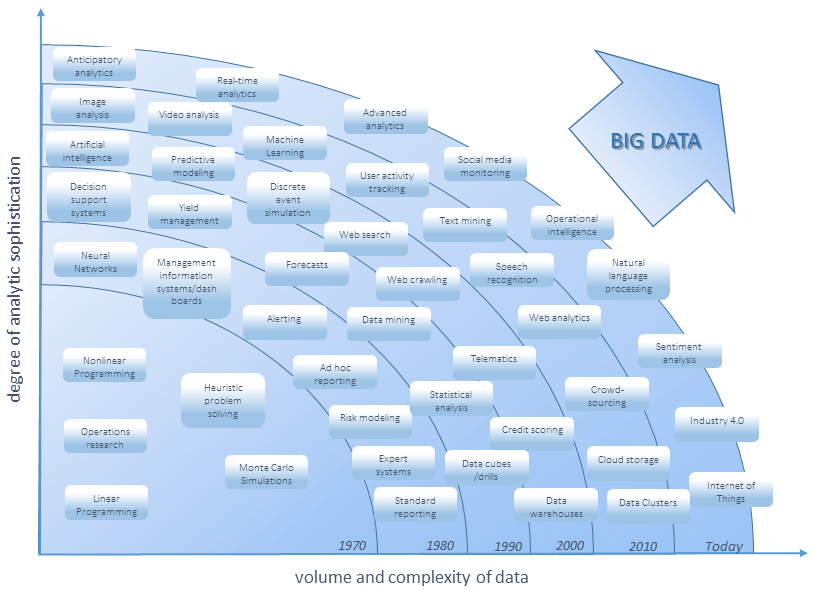 Anticipatory
analytics
Real-time
analytics
Image
analysis
Video analysis
Advanced
analytics
BIG DATA
Artificial
intelligence
Machine
Learning
Predictive
modeling
Social media
monitoring
User activity
tracking
Decision
support
systems
Discrete
event
simulation
Yield
management
Text mining
Operational
intelligence
Web search
Neural
Networks
Management
information
systems/dash
boards
Forecasts
Web crawling
Speech
recognition
Natural
language
processing
Alerting
Data mining
Web analytics
Nonlinear
Programming
Ad hoc
reporting
Telematics
Sentiment
analysis
Heuristic
problem
solving
Statistical
analysis
Crowd-
sourcing
Operations
research
Risk modeling
Credit scoring
Industry 4.0
Monte Carlo
Simulations
Expert
systems
Data cubes
/drills
Cloud storage
Internet of
Things
Linear
Programming
Standard
reporting
Data
warehouses
Data Clusters
1970
1980
1990
2000
2010
Today
degree of analytic sophistication
volume and complexity of data